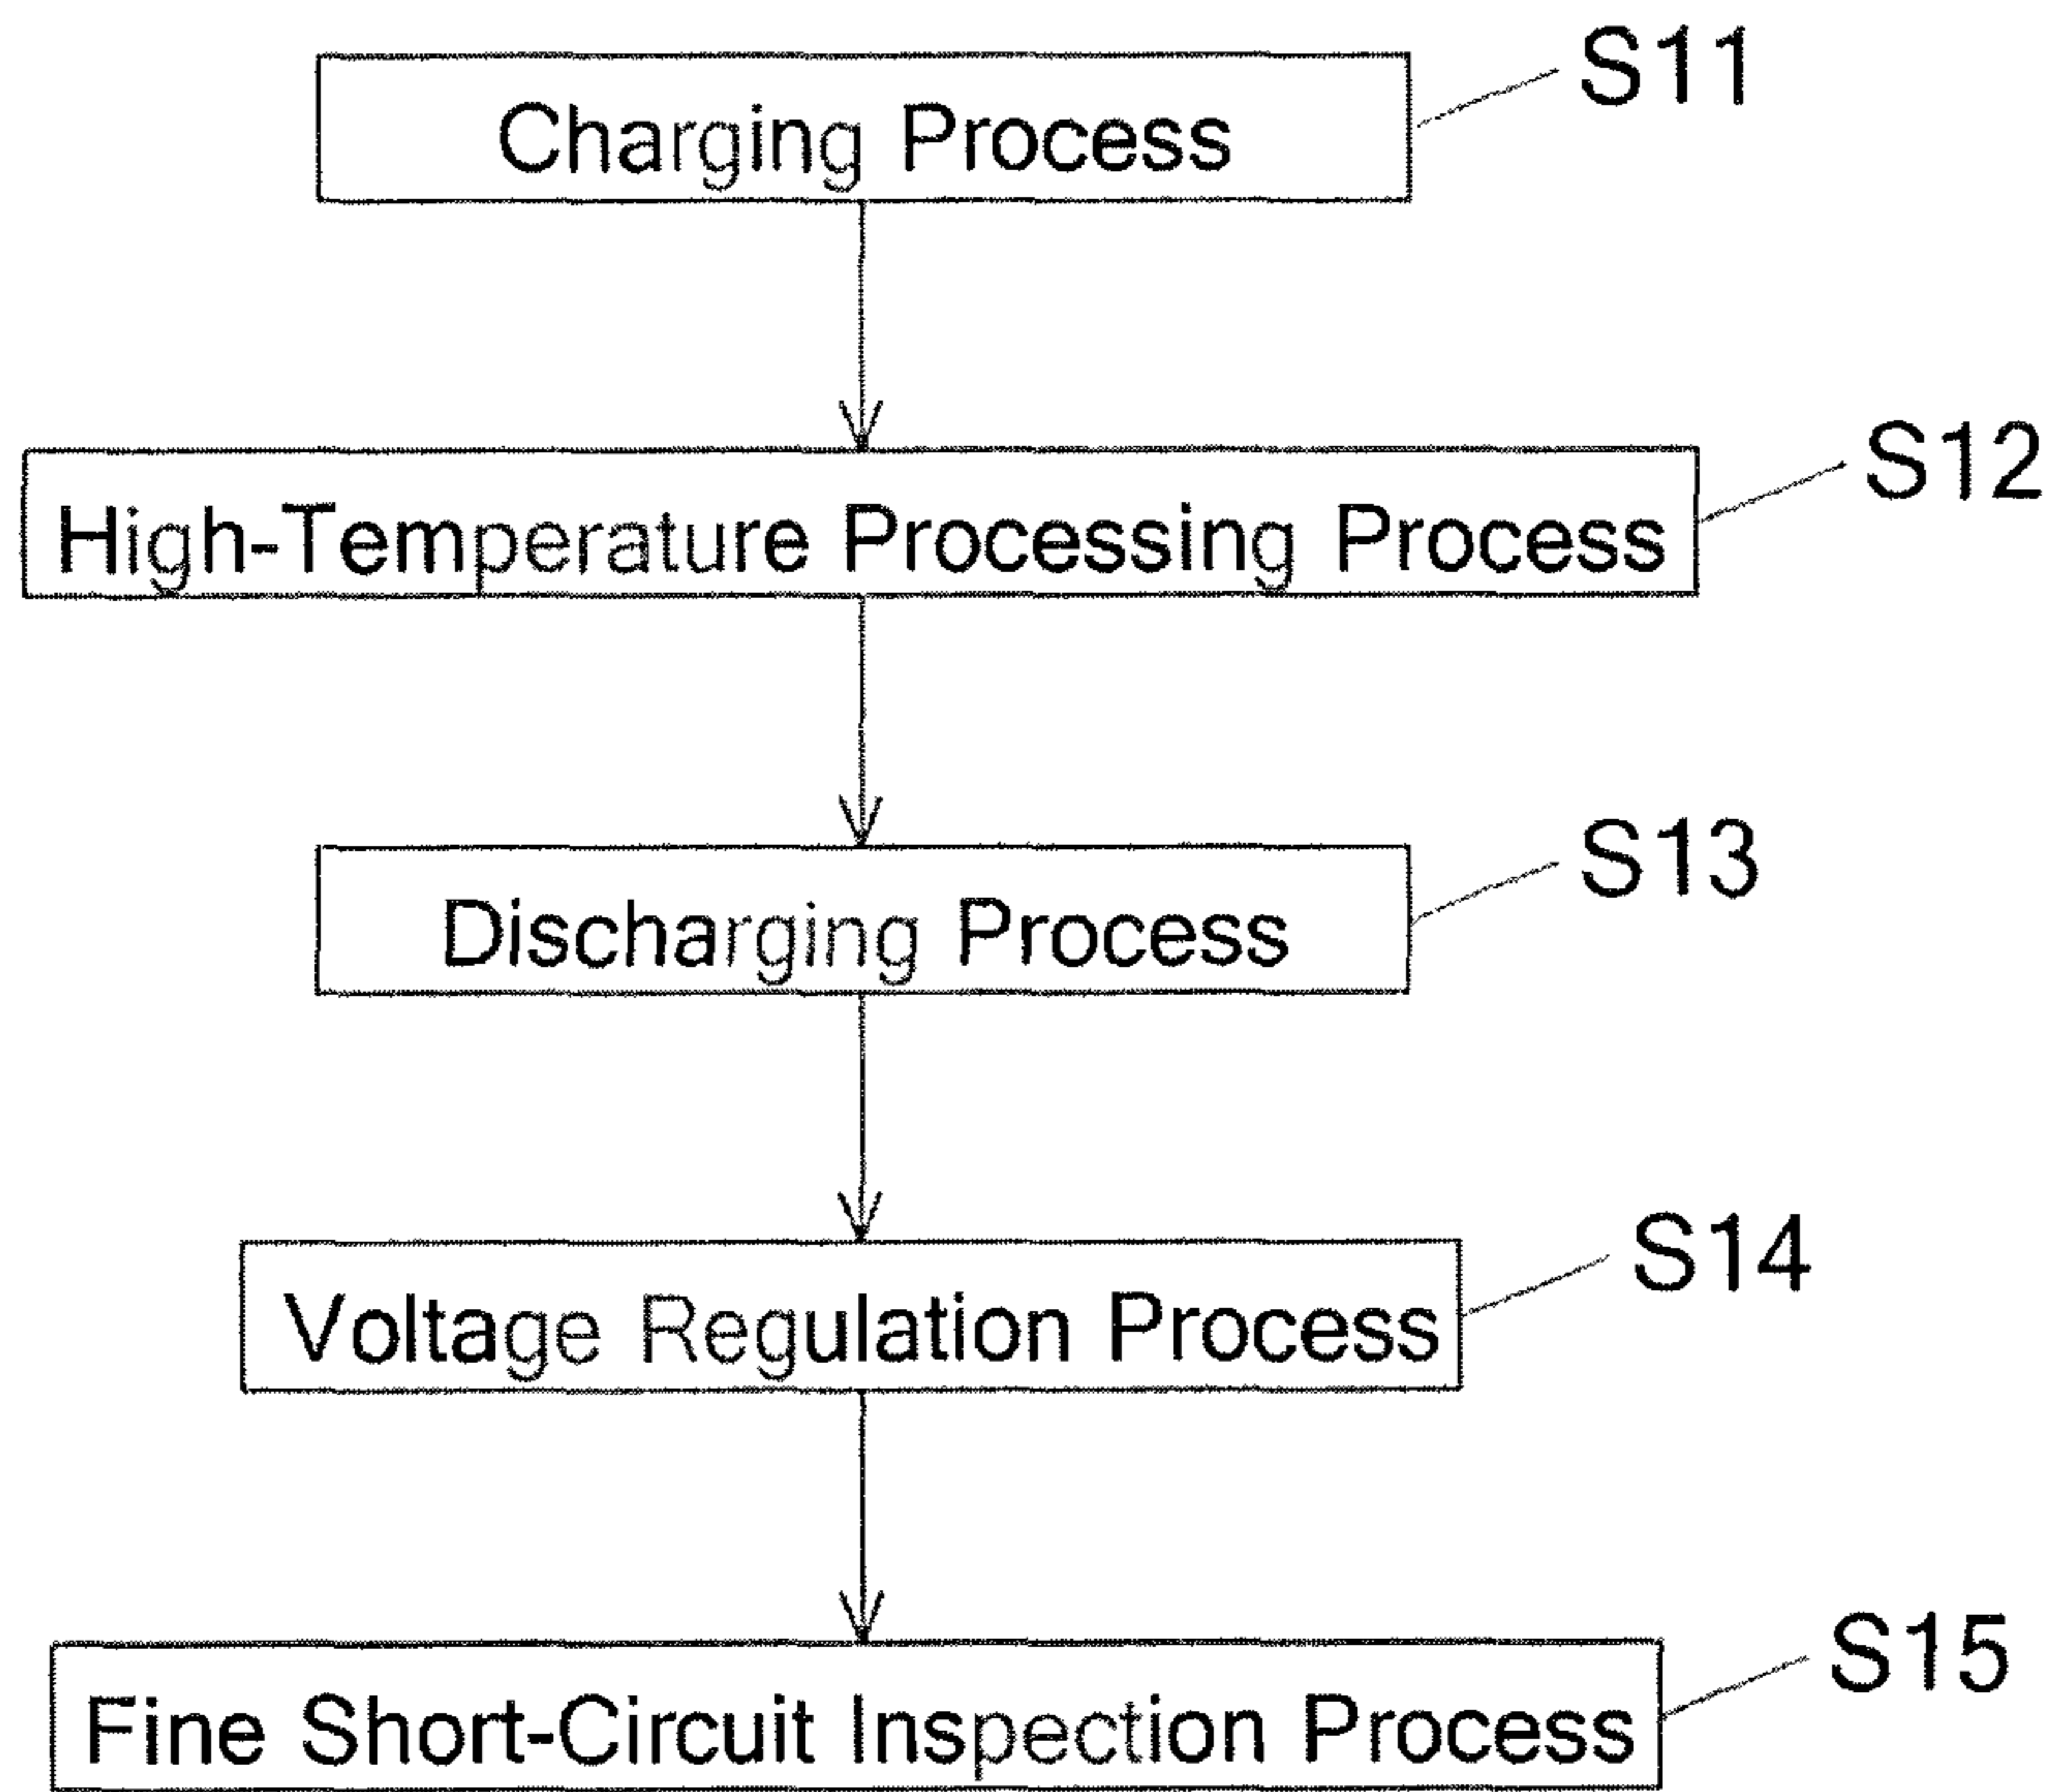 S11
Charging Process
S12
High-Temperature Processing Process
S13
Discharging Process
S14
Voltage Regulation Process
S15
Fine Short-Circuit Inspection Process